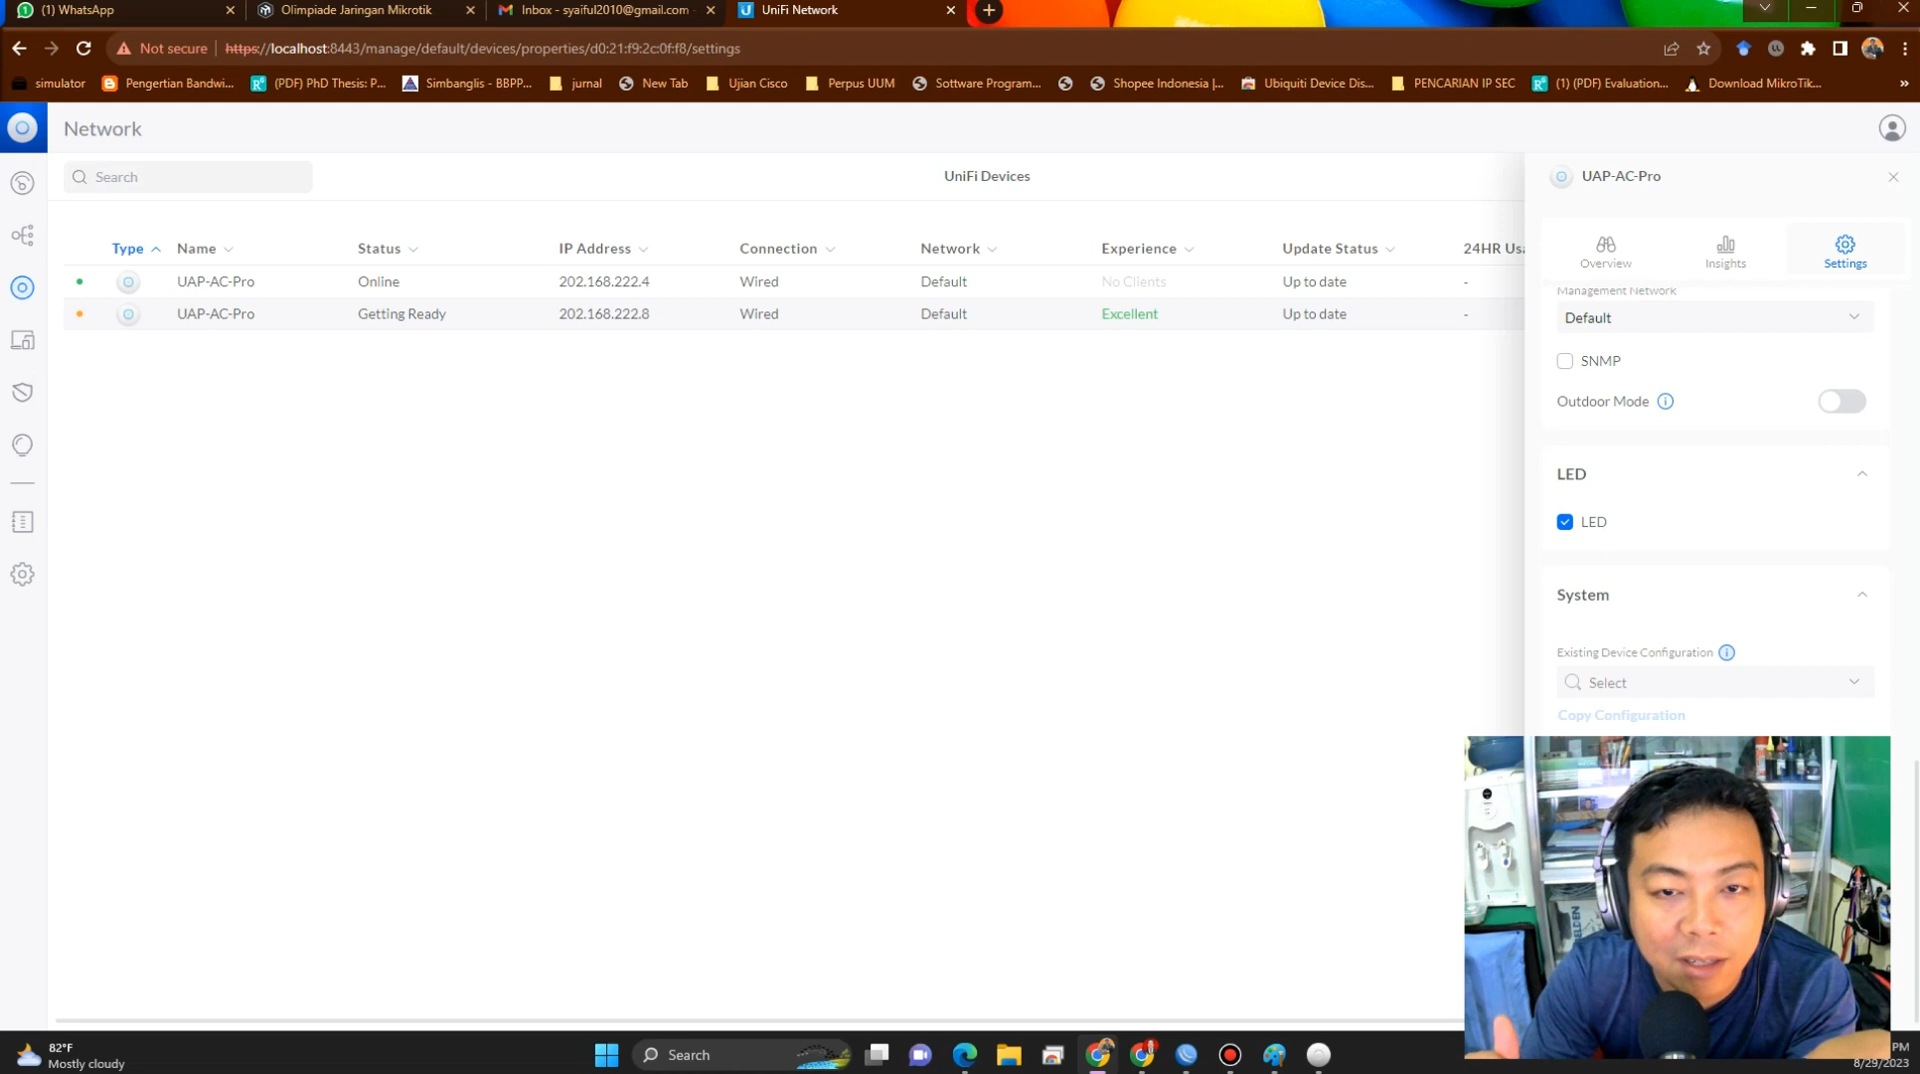 (1) WhatsApp
Olimpiade Jaringan Mikrotik
Inbox - syaiful2010@gmail.com -
UniFi Network
Not secure
https://localhost:8443/manage/default/devices/properties/d0:21:f9:2c:0f:f8/settings
simulator
Pengertian Bandwi...
(PDF) PhD Thesis: P...
Simbanglis - BBPP...
jurnal
New Tab
Ujian Cisco
Perpus UUM
Sottware Program...
Shopee Indonesia |...
Ubiquiti Device Dis...
PENCARIAN IP SEC
(1) (PDF) Evaluation...
Download MikroTik...
Network
Search
UniFi Devices
UAP-AC-Pro
Overview
Insights
Settings
Type
Name
Status
IP Address
Connection
Network
Experience
Update Status
24HR Usa
UAP-AC-Pro
Online
202.168.222.4
Wired
Default
No Clients
Up to date
-
UAP-AC-Pro
Getting Ready
202.168.222.8
Wired
Default
Excellent
Up to date
-
Management Network
Default
SNMP
Outdoor Mode
LED
LED
System
Existing Device Configuration
Select
Copy Configuration
82°F
Mostly cloudy
Search
PM
8/29/2023